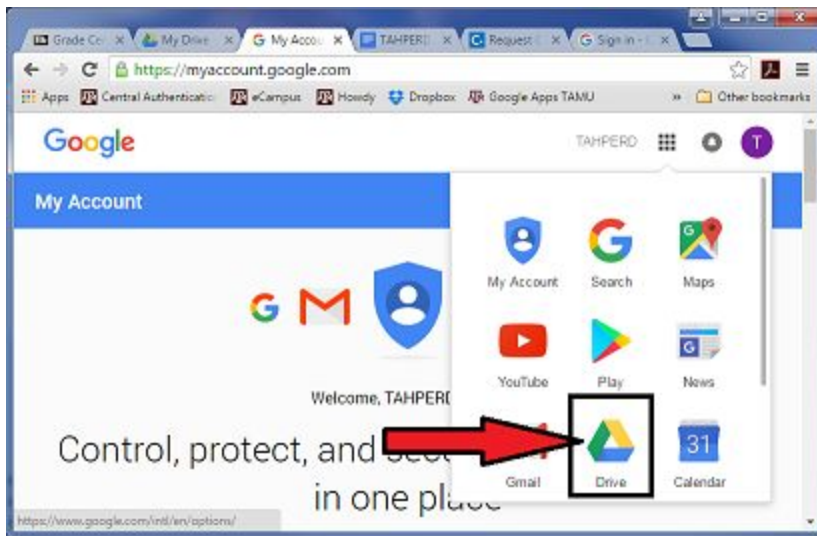 Grade Ce
My Drive
G My Accou
TAHPERD
Request
Sign in -
https://myaccount.google.com
Apps Central Authenticatio eCampus Howdy Dropbox Google Apps TAMU » Other bookmarks
Google TAHPERD T
My Account
My Account Search Maps
YouTube Play News
Welcome, TAHPERD
Control, protect, and
31
Gmail Drive Calendar
in one place
https://www.google.com/intl/en/options/